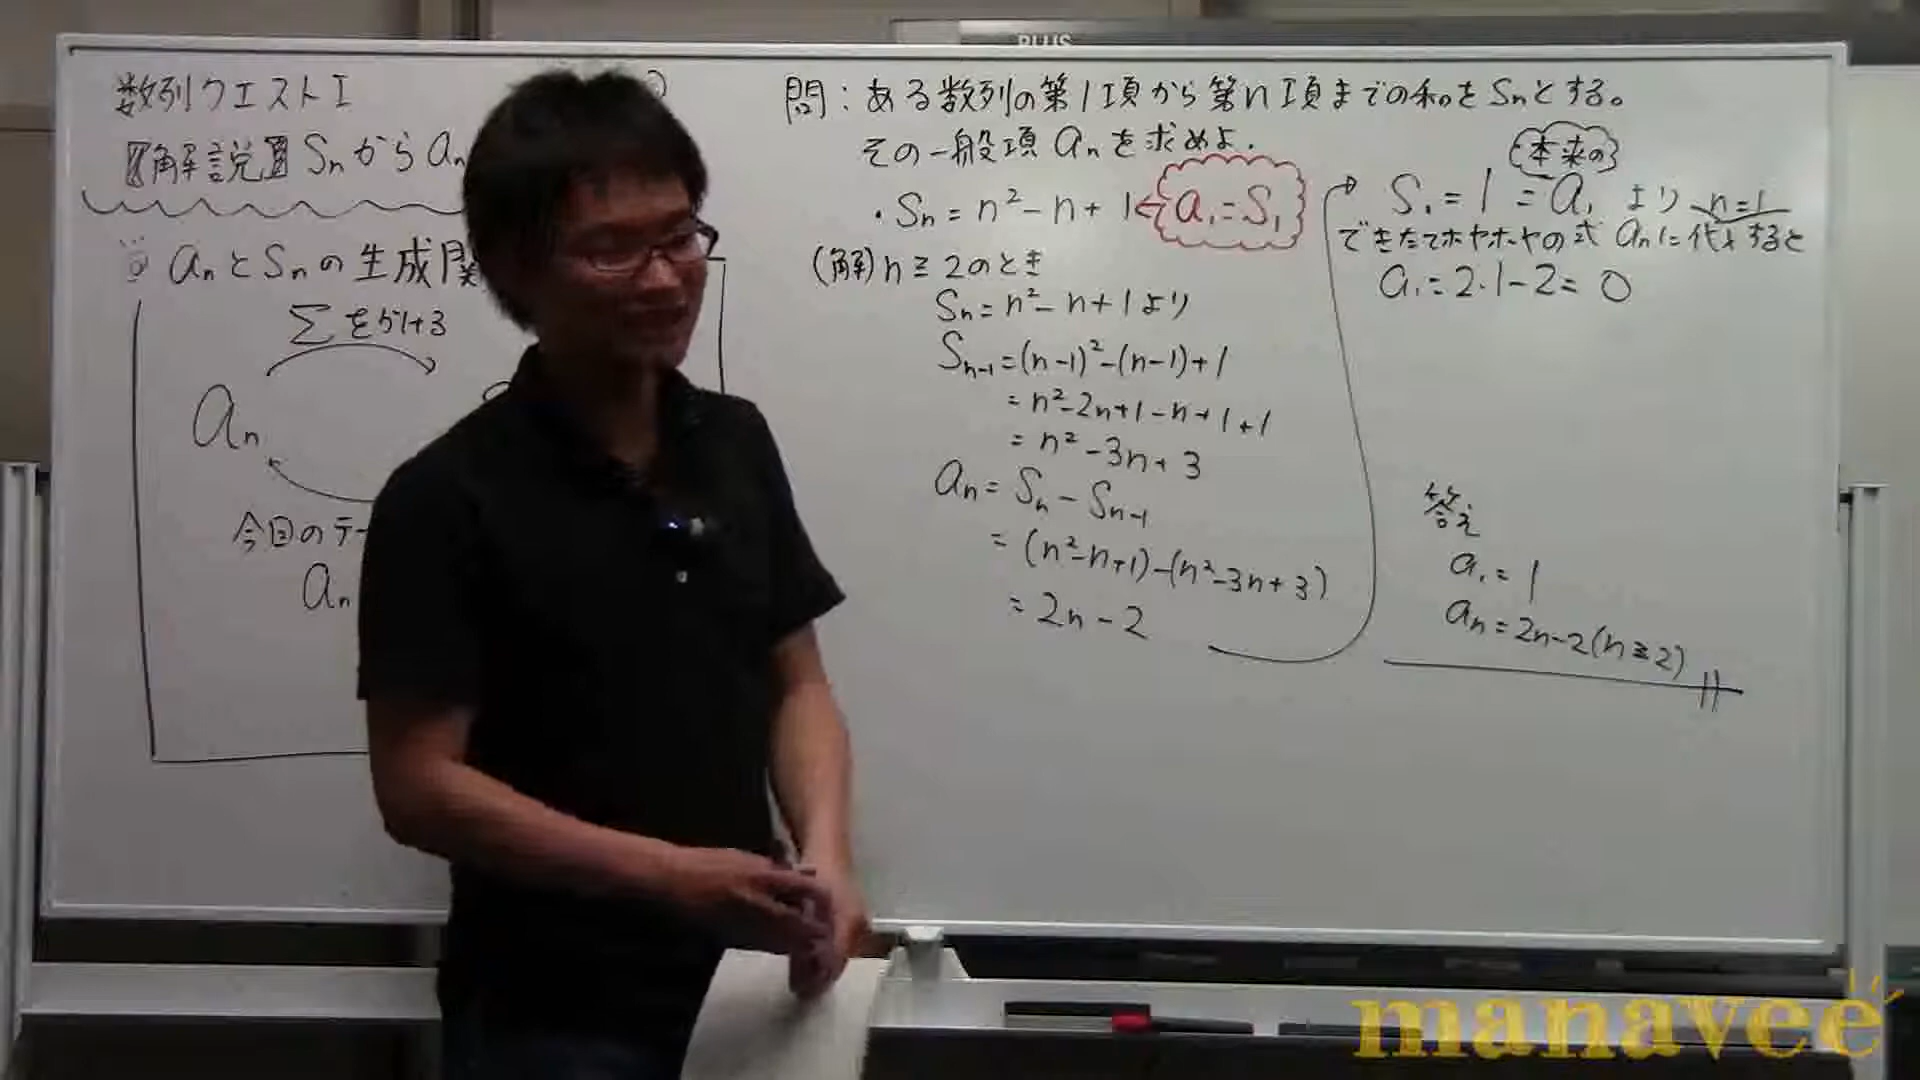 PLUS
数列クエストI
【解説】Snからan
anとSnの生成関
Σをかける
an
今回のテー
an
問：ある数列の第1項から第n項までの和をSnとする。
その一般項anを求めよ.
・Sn=n²-n+1
a₁=S₁
(解)n≧2のとき
Sn=n²-n+1より
Sn-1=(n-1)²-(n-1)+1
=n²-2n+1-n+1+1
=n²-3n+3
an=Sn-Sn-1
=(n²-n+1)-(n²-3n+3)
=2n-2
本来の
S₁=1=a₁より n=1
できたてホヤホヤの式anに代入すると
a₁=2・1-2=0
答え
a₁=1
an=2n-2(n≧2)
manavee